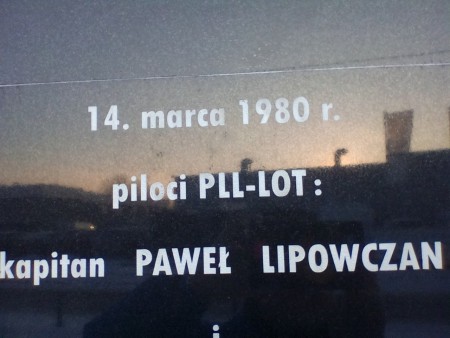 14. marca 1980 r.
piloci PLL-LOT :
kapitan PAWEŁ LIPOWCZAN
i